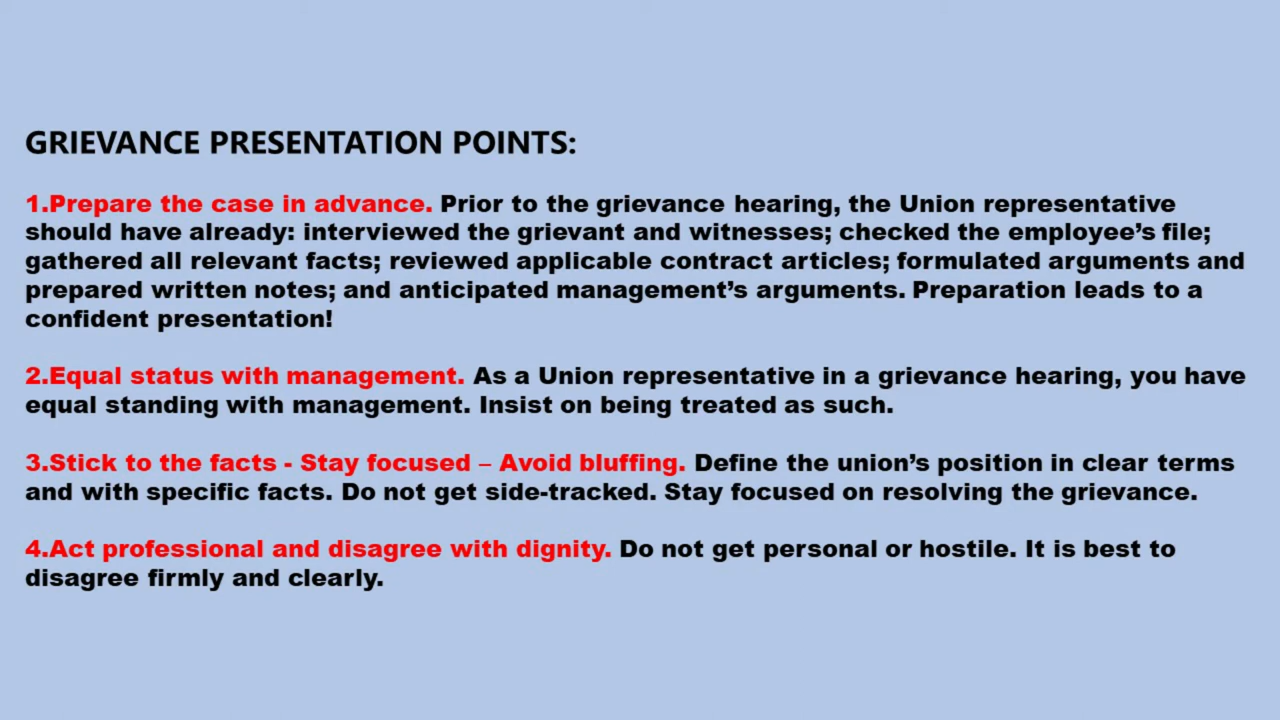 GRIEVANCE PRESENTATION POINTS:
1.Prepare the case in advance. Prior to the grievance hearing, the Union representative
should have already: interviewed the grievant and witnesses; checked the employee’s file;
gathered all relevant facts; reviewed applicable contract articles; formulated arguments and
prepared written notes; and anticipated management’s arguments. Preparation leads to a
confident presentation!
2.Equal status with management. As a Union representative in a grievance hearing, you have
equal standing with management. Insist on being treated as such.
3.Stick to the facts - Stay focused – Avoid bluffing. Define the union’s position in clear terms
and with specific facts. Do not get side-tracked. Stay focused on resolving the grievance.
4.Act professional and disagree with dignity. Do not get personal or hostile. It is best to
disagree firmly and clearly.